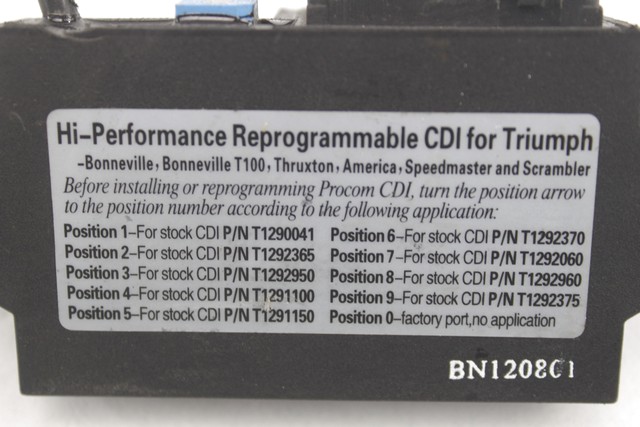 Hi-Performance Reprogrammable CDI for Triumph
-Bonneville, Bonneville T100, Thruxton, America, Speedmaster and Scrambler
Before installing or reprogramming Procom CDI, turn the position arrow
to the position number according to the following application:
Position 1-For stock CDI P/N T1290041
Position 2-For stock CDI P/N T1292365
Position 3-For stock CDI P/N T1292950
Position 4-For stock CDI P/N T1291100
Position 5-For stock CDI P/N T1291150
Position 6-For stock CDI P/N T1292370
Position 7-For stock CDI P/N T1292060
Position 8-For stock CDI P/N T1292960
Position 9-For stock CDI P/N T1292375
Position 0-factory port,no application
BN120801